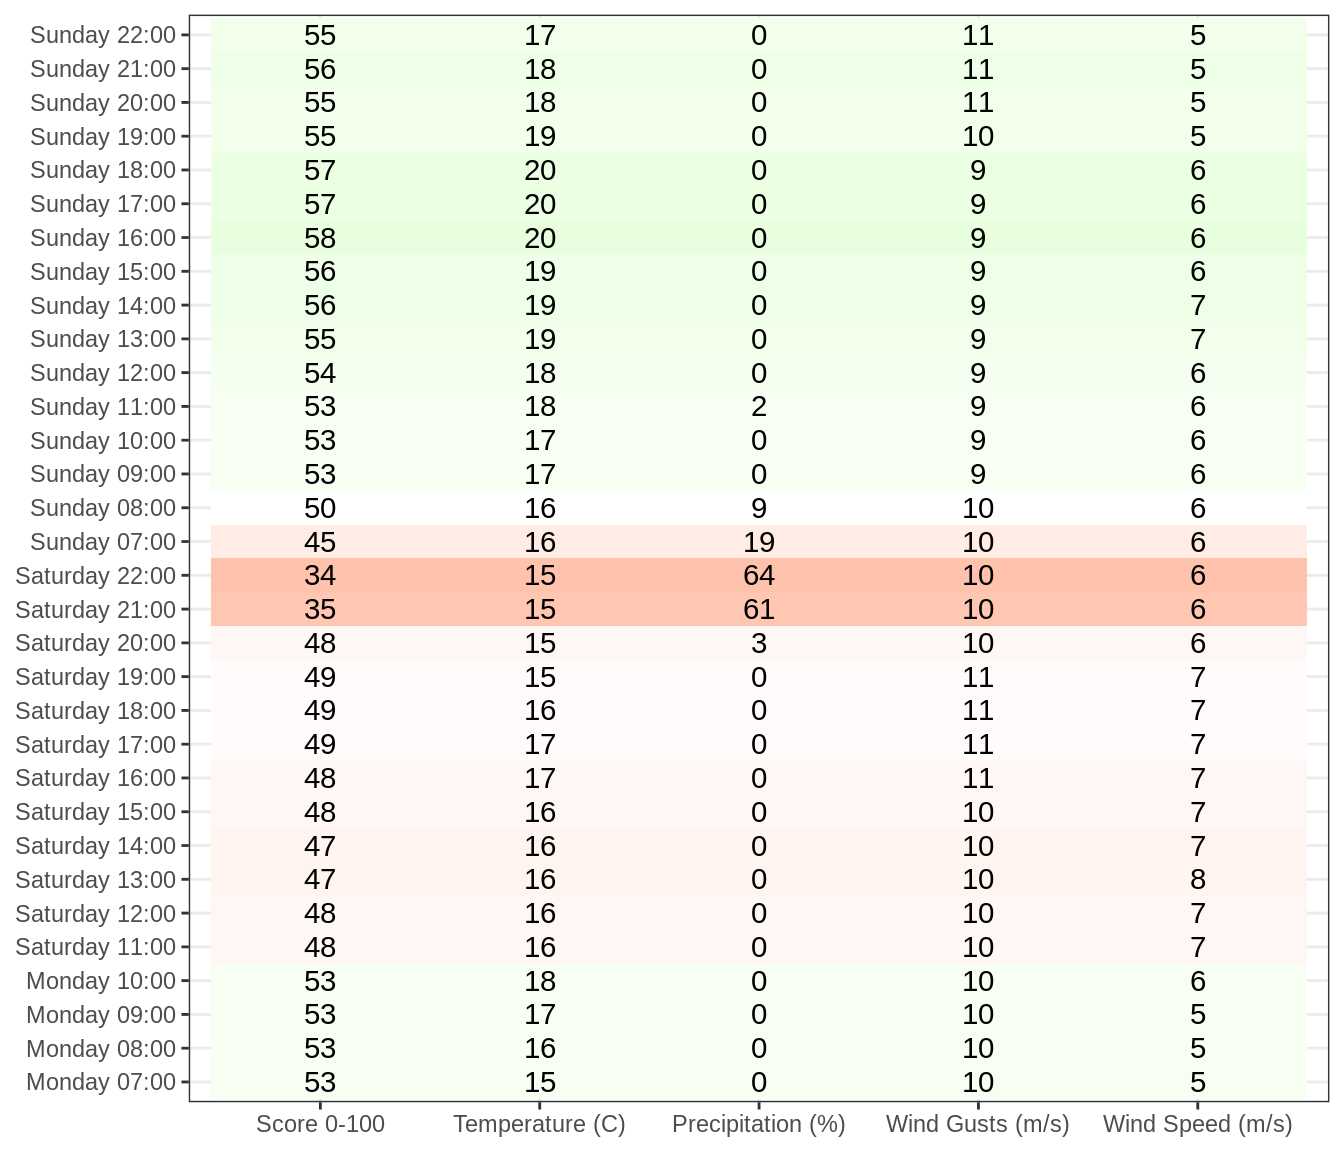 Sunday 22:00 55 17 0 11 5
Sunday 21:00 56 18 0 11 5
Sunday 20:00 55 18 0 11 5
Sunday 19:00 55 19 0 10 5
Sunday 18:00 57 20 0 9 6
Sunday 17:00 57 20 0 9 6
Sunday 16:00 58 20 0 9 6
Sunday 15:00 56 19 0 9 6
Sunday 14:00 56 19 0 9 7
Sunday 13:00 55 19 0 9 7
Sunday 12:00 54 18 0 9 6
Sunday 11:00 53 18 2 9 6
Sunday 10:00 53 17 0 9 6
Sunday 09:00 53 17 0 9 6
Sunday 08:00 50 16 9 10 6
Sunday 07:00 45 16 19 10 6
Saturday 22:00 34 15 64 10 6
Saturday 21:00 35 15 61 10 6
Saturday 20:00 48 15 3 10 6
Saturday 19:00 49 15 0 11 7
Saturday 18:00 49 16 0 11 7
Saturday 17:00 49 17 0 11 7
Saturday 16:00 48 17 0 11 7
Saturday 15:00 48 16 0 10 7
Saturday 14:00 47 16 0 10 7
Saturday 13:00 47 16 0 10 8
Saturday 12:00 48 16 0 10 7
Saturday 11:00 48 16 0 10 7
Monday 10:00 53 18 0 10 6
Monday 09:00 53 17 0 10 5
Monday 08:00 53 16 0 10 5
Monday 07:00 53 15 0 10 5
Score 0-100 Temperature (C) Precipitation (%) Wind Gusts (m/s) Wind Speed (m/s)